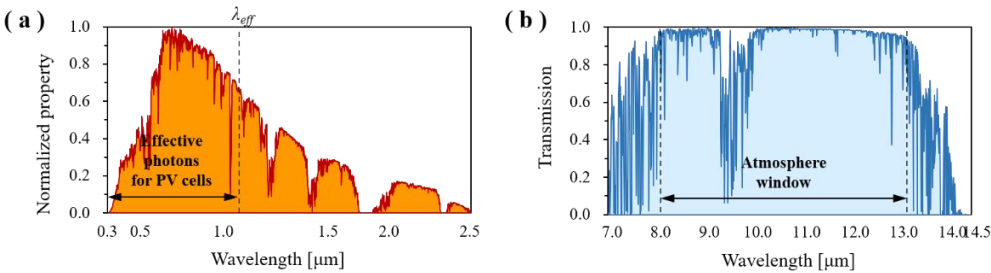 ( a )
λeff
1.0
0.8
0.6
0.4
0.2
0.0
Normalized property
Effective
photons
for PV cells
0.3 0.5 1.0 1.5 2.0 2.5
Wavelength [μm]
( b )
1.0
0.8
0.6
0.4
0.2
0.0
Transmission
Atmosphere
window
7.0 8.0 9.0 10.0 11.0 12.0 13.0 14.0 14.5
Wavelength [μm]